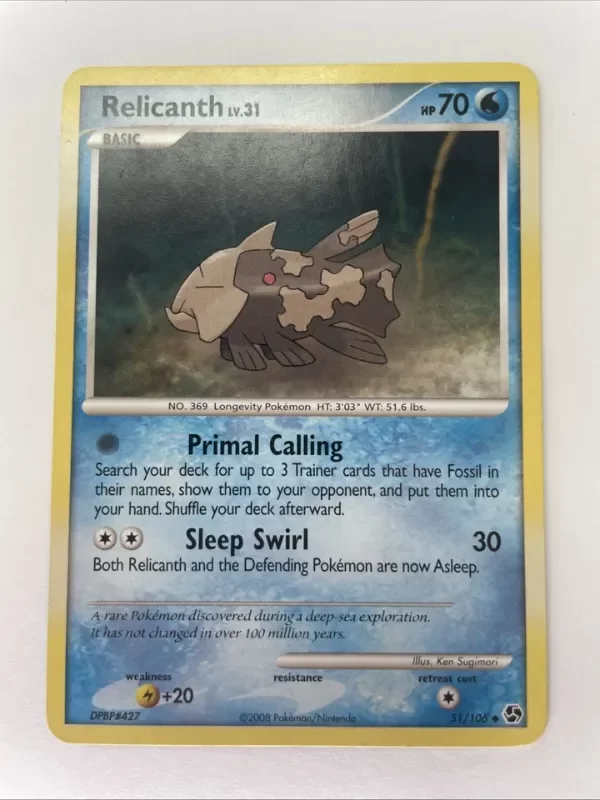 Relicanth LV.31 HP 70
BASIC
NO. 369 Longevity Pokémon HT: 3'03" WT: 51.6 lbs.
Primal Calling
Search your deck for up to 3 Trainer cards that have Fossil in
their names, show them to your opponent, and put them into
your hand. Shuffle your deck afterward.
Sleep Swirl 30
Both Relicanth and the Defending Pokémon are now Asleep.
A rare Pokémon discovered during a deep-sea exploration.
It has not changed in over 100 million years.
Illus. Ken Sugimori
weakness resistance retreat cost
+20
DPBP#427 ©2008 Pokémon/Nintendo 51/106